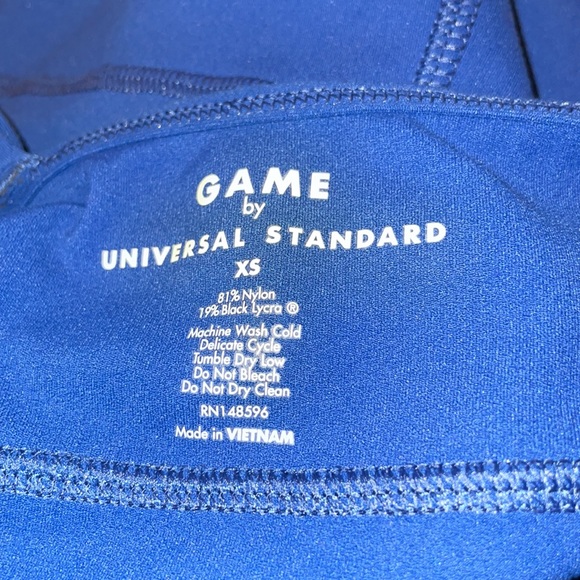 GAME
by
UNIVERSAL STANDARD
XS
81% Nylon
19% Black Lycra ®
Machine Wash Cold
Delicate Cycle
Tumble Dry Low
Do Not Bleach
Do Not Dry Clean
RN148596
Made in VIETNAM